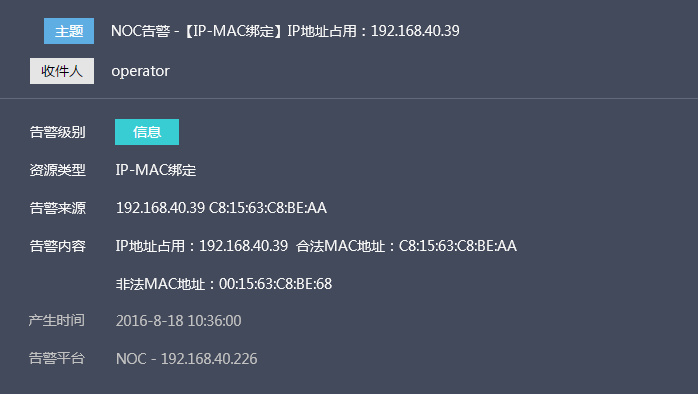 主题 NOC告警 -【IP-MAC绑定】IP地址占用：192.168.40.39
收件人 operator
告警级别 信息
资源类型 IP-MAC绑定
告警来源 192.168.40.39 C8:15:63:C8:BE:AA
告警内容 IP地址占用：192.168.40.39 合法MAC地址：C8:15:63:C8:BE:AA
非法MAC地址：00:15:63:C8:BE:68
产生时间 2016-8-18 10:36:00
告警平台 NOC - 192.168.40.226